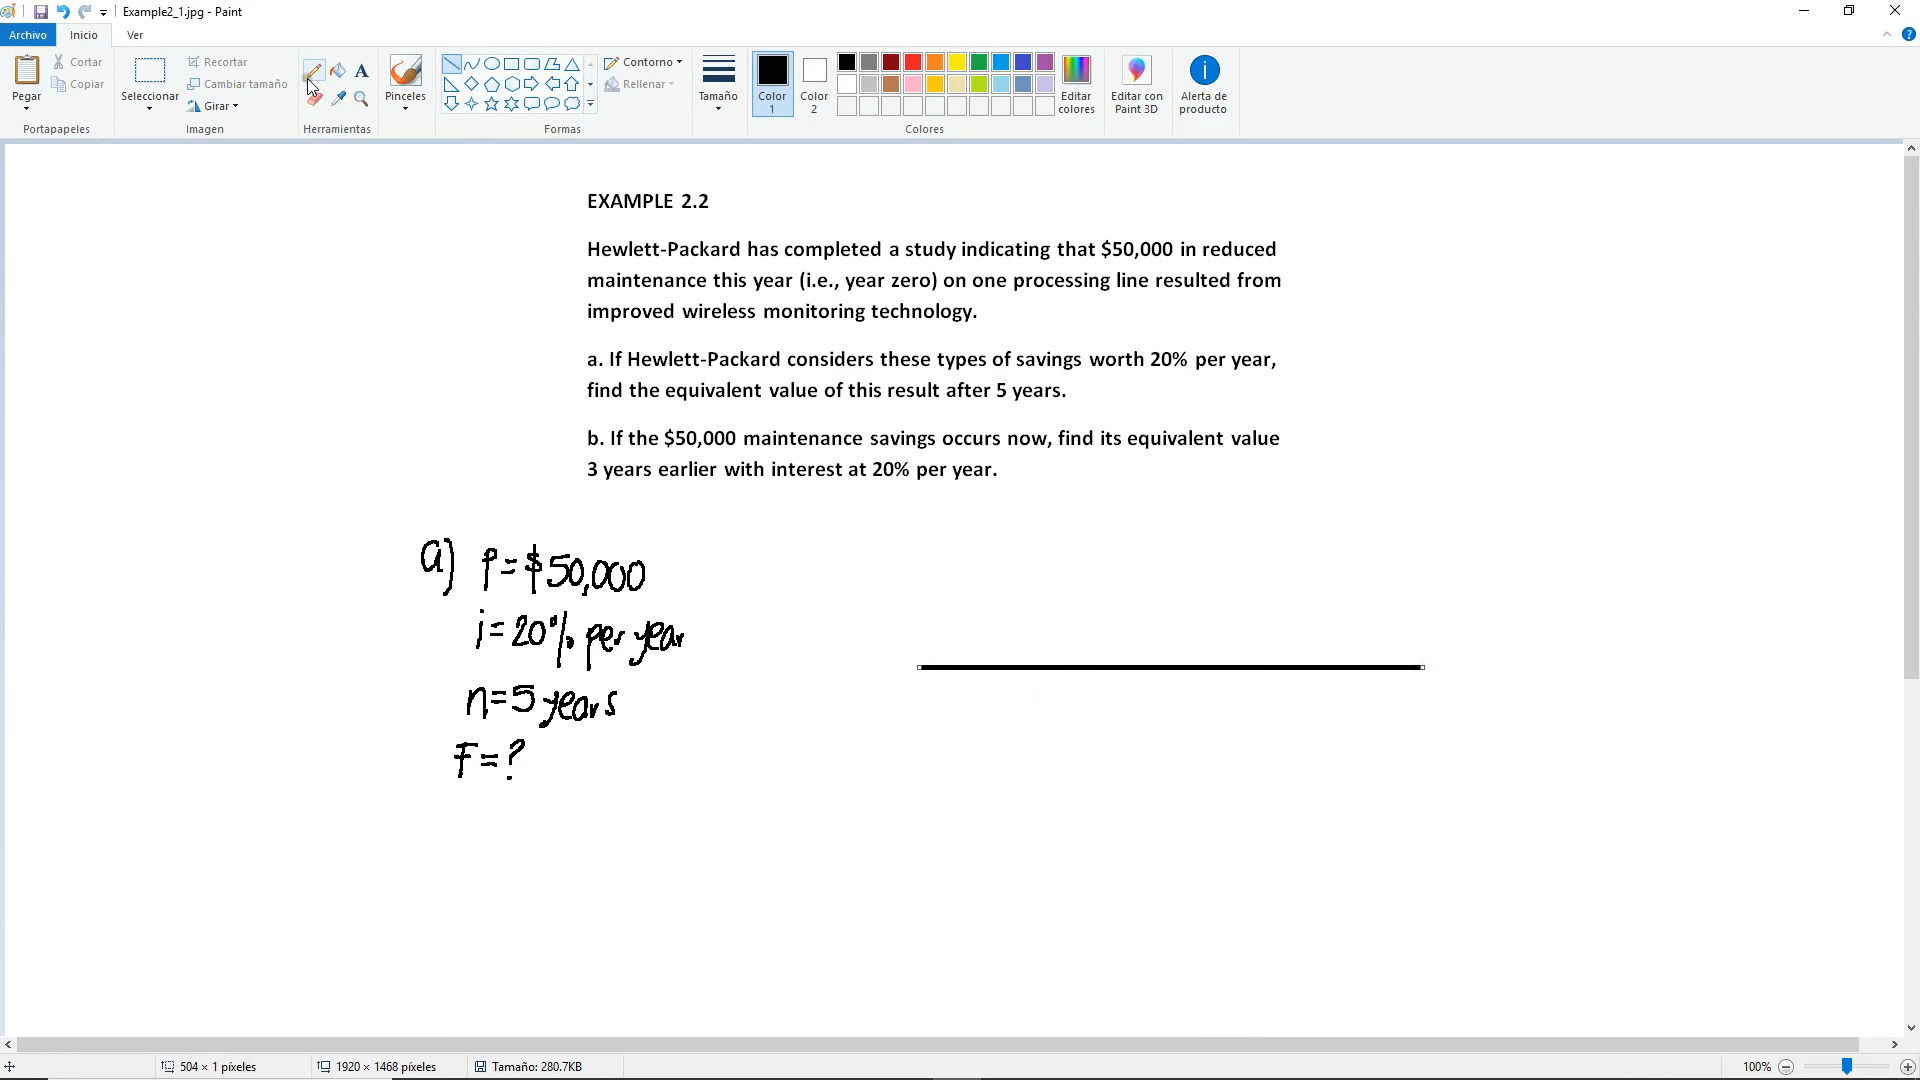 Example2_1.jpg - Paint
Archivo Inicio Ver
Pegar
Cortar
Copiar
Portapapeles
Seleccionar
Recortar
Cambiar tamaño
Girar
Imagen
A
Herramientas
Pinceles
Contorno
Rellenar
Formas
Tamaño
Color 1
Color 2
Editar colores
Colores
Editar con Paint 3D
Alerta de producto
EXAMPLE 2.2
Hewlett-Packard has completed a study indicating that $50,000 in reduced
maintenance this year (i.e., year zero) on one processing line resulted from
improved wireless monitoring technology.
a. If Hewlett-Packard considers these types of savings worth 20% per year,
find the equivalent value of this result after 5 years.
b. If the $50,000 maintenance savings occurs now, find its equivalent value
3 years earlier with interest at 20% per year.
a) P=$50,000
i=20% per year
n=5 years
F=?
504 × 1 píxeles 1920 × 1468 píxeles Tamaño: 280.7KB 100%